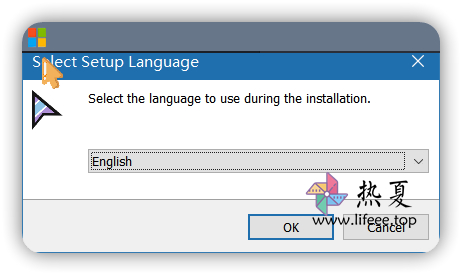 Select Setup Language
Select the language to use during the installation.
English
热夏
www.lifeee.top
OK
Cancel